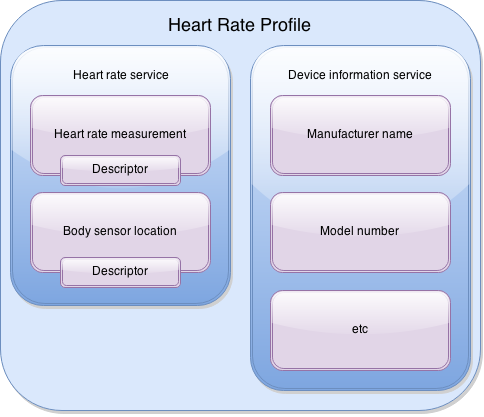 Heart Rate Profile
Heart rate service
Heart rate measurement
Descriptor
Body sensor location
Descriptor
Device information service
Manufacturer name
Model number
etc